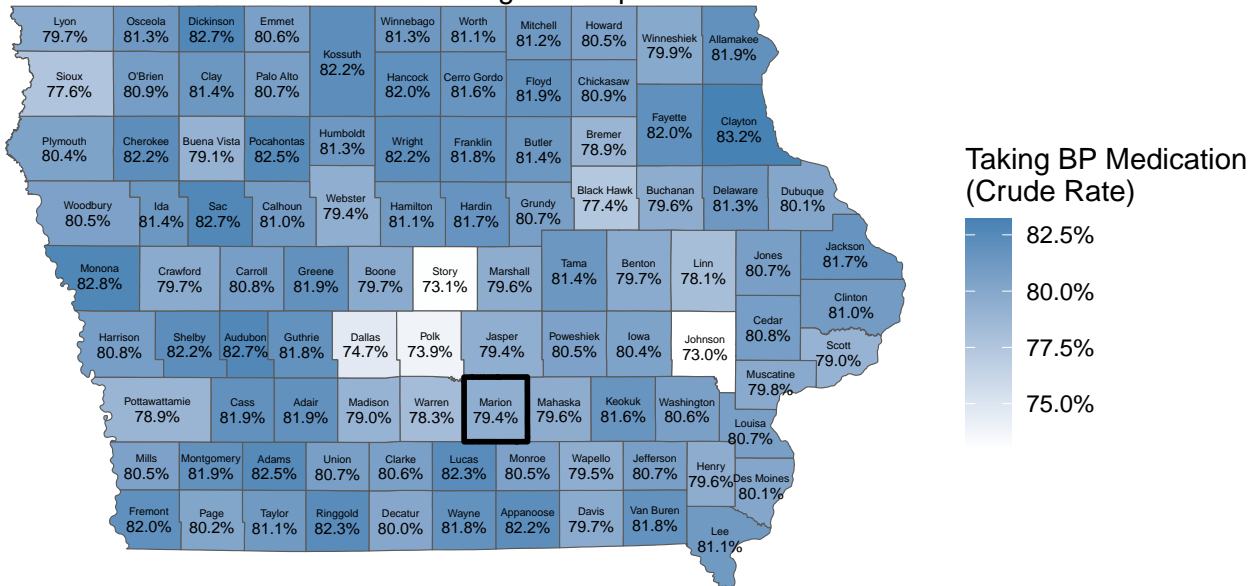 Lyon
79.7%
Osceola
81.3%
Dickinson
82.7%
Emmet
80.6%
Kossuth
82.2%
Winnebago
81.3%
Worth
81.1%
Mitchell
81.2%
Howard
80.5%
Winneshiek
79.9%
Allamakee
81.9%
Sioux
77.6%
O'Brien
80.9%
Clay
81.4%
Palo Alto
80.7%
Hancock
82.0%
Cerro Gordo
81.6%
Floyd
81.9%
Chickasaw
80.9%
Fayette
82.0%
Clayton
83.2%
Plymouth
80.4%
Cherokee
82.2%
Buena Vista
79.1%
Pocahontas
82.5%
Humboldt
81.3%
Wright
82.2%
Franklin
81.8%
Butler
81.4%
Bremer
78.9%
Woodbury
80.5%
Ida
81.4%
Sac
82.7%
Calhoun
81.0%
Webster
79.4%
Hamilton
81.1%
Hardin
81.7%
Grundy
80.7%
Black Hawk
77.4%
Buchanan
79.6%
Delaware
81.3%
Dubuque
80.1%
Monona
82.8%
Crawford
79.7%
Carroll
80.8%
Greene
81.9%
Boone
79.7%
Story
73.1%
Marshall
79.6%
Tama
81.4%
Benton
79.7%
Linn
78.1%
Jones
80.7%
Jackson
81.7%
Clinton
81.0%
Harrison
80.8%
Shelby
82.2%
Audubon
82.7%
Guthrie
81.8%
Dallas
74.7%
Polk
73.9%
Jasper
79.4%
Poweshiek
80.5%
Iowa
80.4%
Johnson
73.0%
Cedar
80.8%
Scott
79.0%
Muscatine
79.8%
Pottawattamie
78.9%
Cass
81.9%
Adair
81.9%
Madison
79.0%
Warren
78.3%
Marion
79.4%
Mahaska
79.6%
Keokuk
81.6%
Washington
80.6%
Louisa
80.7%
Mills
80.5%
Montgomery
81.9%
Adams
82.5%
Union
80.7%
Clarke
80.6%
Lucas
82.3%
Monroe
80.5%
Wapello
79.5%
Jefferson
80.7%
Henry
79.6%
Des Moines
80.1%
Fremont
82.0%
Page
80.2%
Taylor
81.1%
Ringgold
82.3%
Decatur
80.0%
Wayne
81.8%
Appanoose
82.2%
Davis
79.7%
Van Buren
81.8%
Lee
81.1%
Taking BP Medication
(Crude Rate)
82.5%
80.0%
77.5%
75.0%